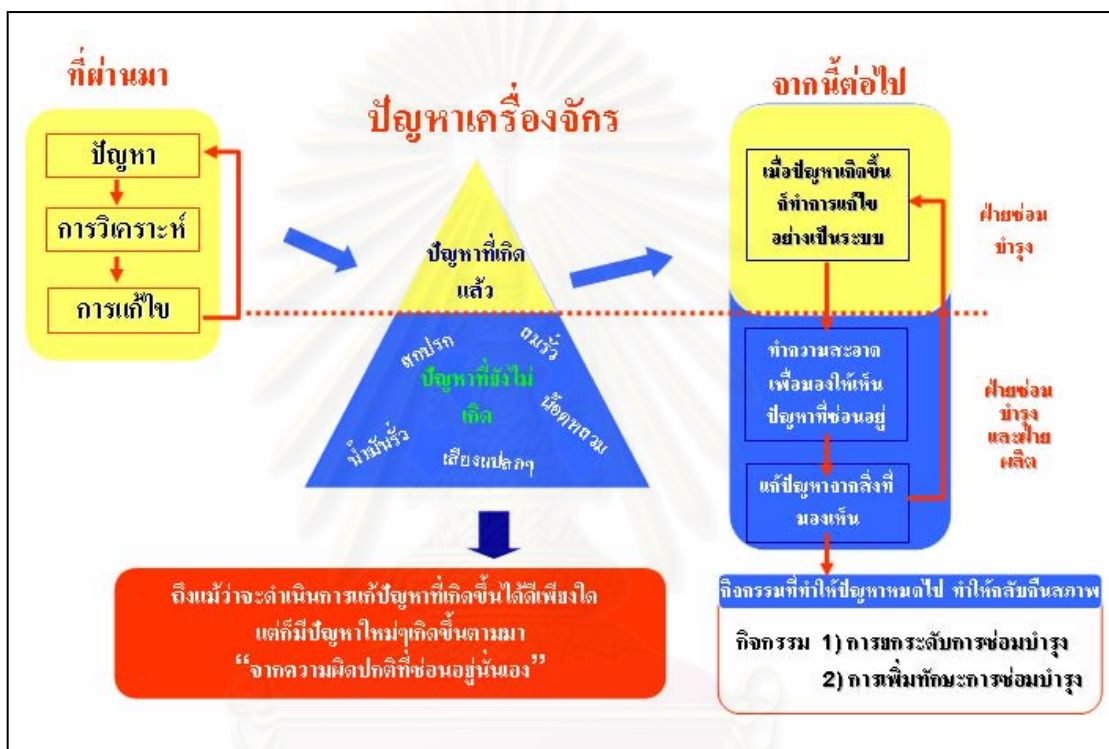 ที่ผ่านมา
ปัญหา
การวิเคราะห์
การแก้ไข
ปัญหาเครื่องจักร
ปัญหาที่เกิด
แล้ว
สกปรก
ลมรั่ว
ปัญหาที่ยังไม่
เกิด
น๊อตหลวม
น้ำมันรั่ว
เสียงแปลกๆ
จากนี้ต่อไป
เมื่อปัญหาเกิดขึ้น
ก็ทำการแก้ไข
อย่างเป็นระบบ
ฝ่ายซ่อม
บำรุง
ทำความสะอาด
เพื่อมองให้เห็น
ปัญหาที่ซ่อนอยู่
แก้ปัญหาจากสิ่งที่
มองเห็น
ฝ่ายซ่อม
บำรุง
และฝ่าย
ผลิต
ถึงแม้ว่าจะดำเนินการแก้ปัญหาที่เกิดขึ้นได้ดีเพียงใด
แต่ก็มีปัญหาใหม่ๆเกิดขึ้นตามมา
“จากความผิดปกติที่ซ่อนอยู่นั้นเอง”
กิจกรรมที่ทำให้ปัญหาหมดไป ทำให้กลับคืนสภาพ
กิจกรรม 1) การยกระดับการซ่อมบำรุง
2) การเพิ่มทักษะการซ่อมบำรุง